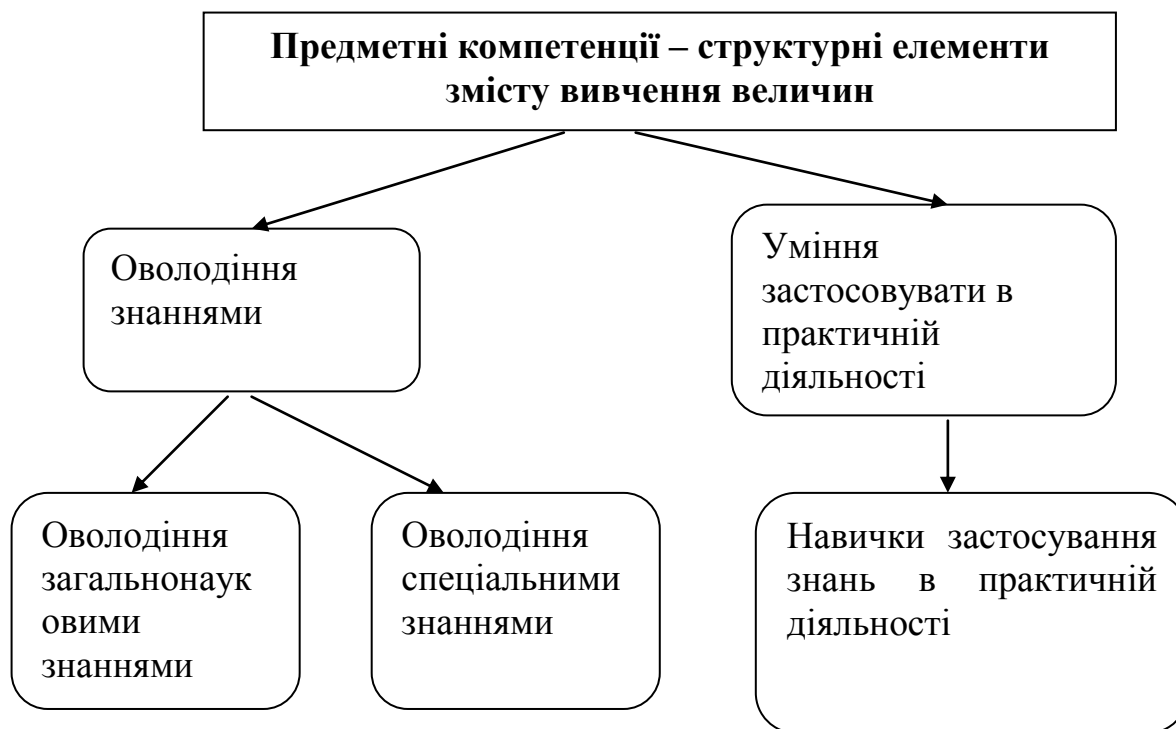 Предметні компетенції – структурні елементи
змісту вивчення величин
Оволодіння
знаннями
Уміння
застосовувати в
практичній
діяльності
Оволодіння
загальнонаук
овими
знаннями
Оволодіння
спеціальними
знаннями
Навички застосування
знань в практичній
діяльності